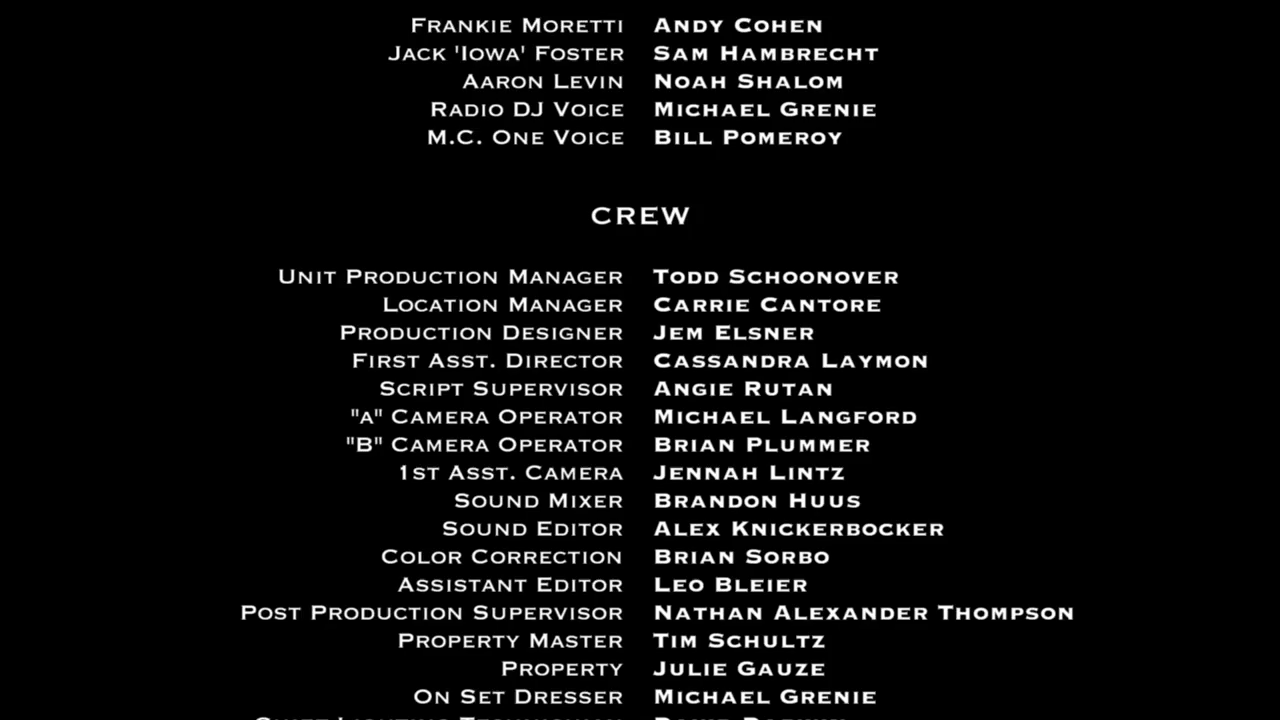 Frankie Moretti Andy Cohen
Jack 'Iowa' Foster Sam Hambrecht
Aaron Levin Noah Shalom
Radio DJ Voice Michael Grenie
M.C. One Voice Bill Pomeroy
CREW
Unit Production Manager Todd Schoonover
Location Manager Carrie Cantore
Production Designer Jem Elsner
First Asst. Director Cassandra Laymon
Script Supervisor Angie Rutan
"A" Camera Operator Michael Langford
"B" Camera Operator Brian Plummer
1st Asst. Camera Jennah Lintz
Sound Mixer Brandon Huus
Sound Editor Alex Knickerbocker
Color Correction Brian Sorbo
Assistant Editor Leo Bleier
Post Production Supervisor Nathan Alexander Thompson
Property Master Tim Schultz
Property Julie Gauze
On Set Dresser Michael Grenie